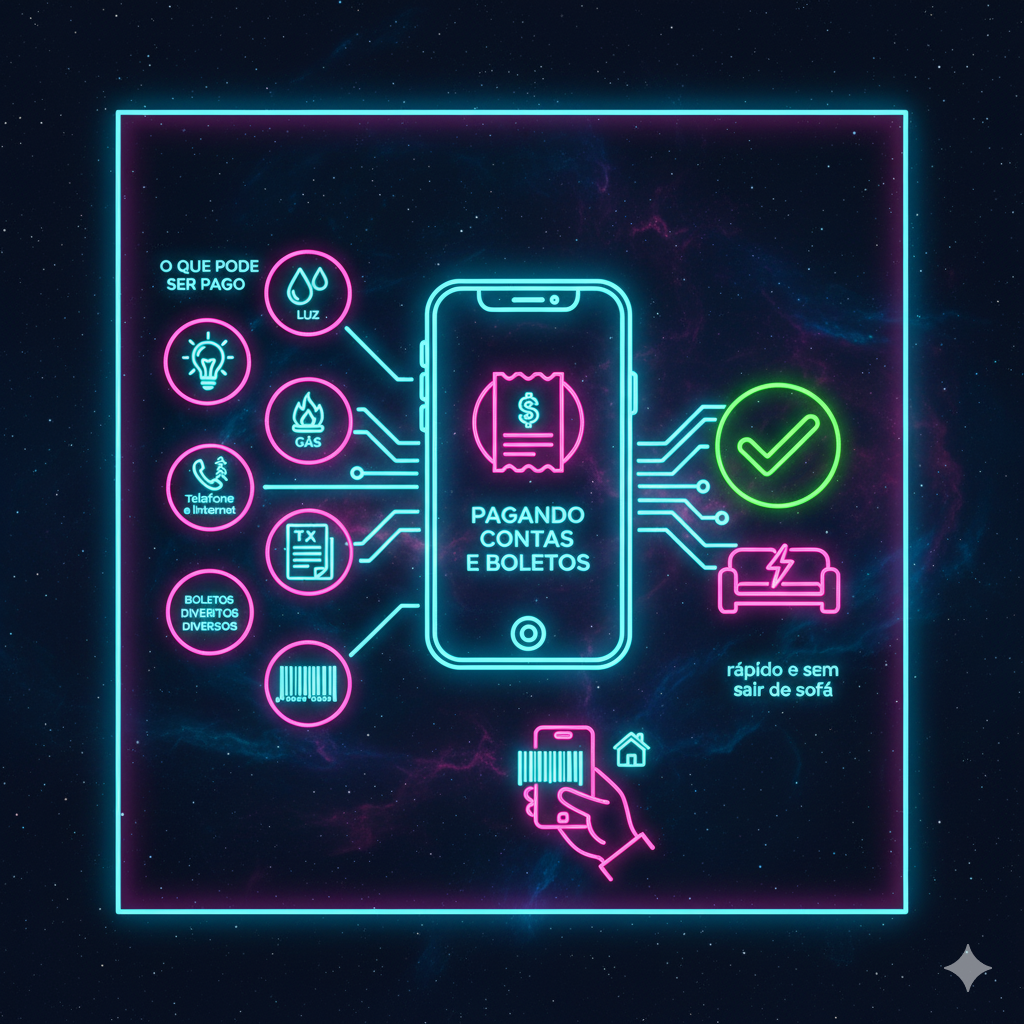 O QUE PODE
SER PAGO
LUZ
GÁS
Telafone
e Internet
TX
BOLETOS
DIVERITOS
DIVERSOS
$
PAGANDO
CONTAS
E BOLETOS
rápido e sem
sair de sofá